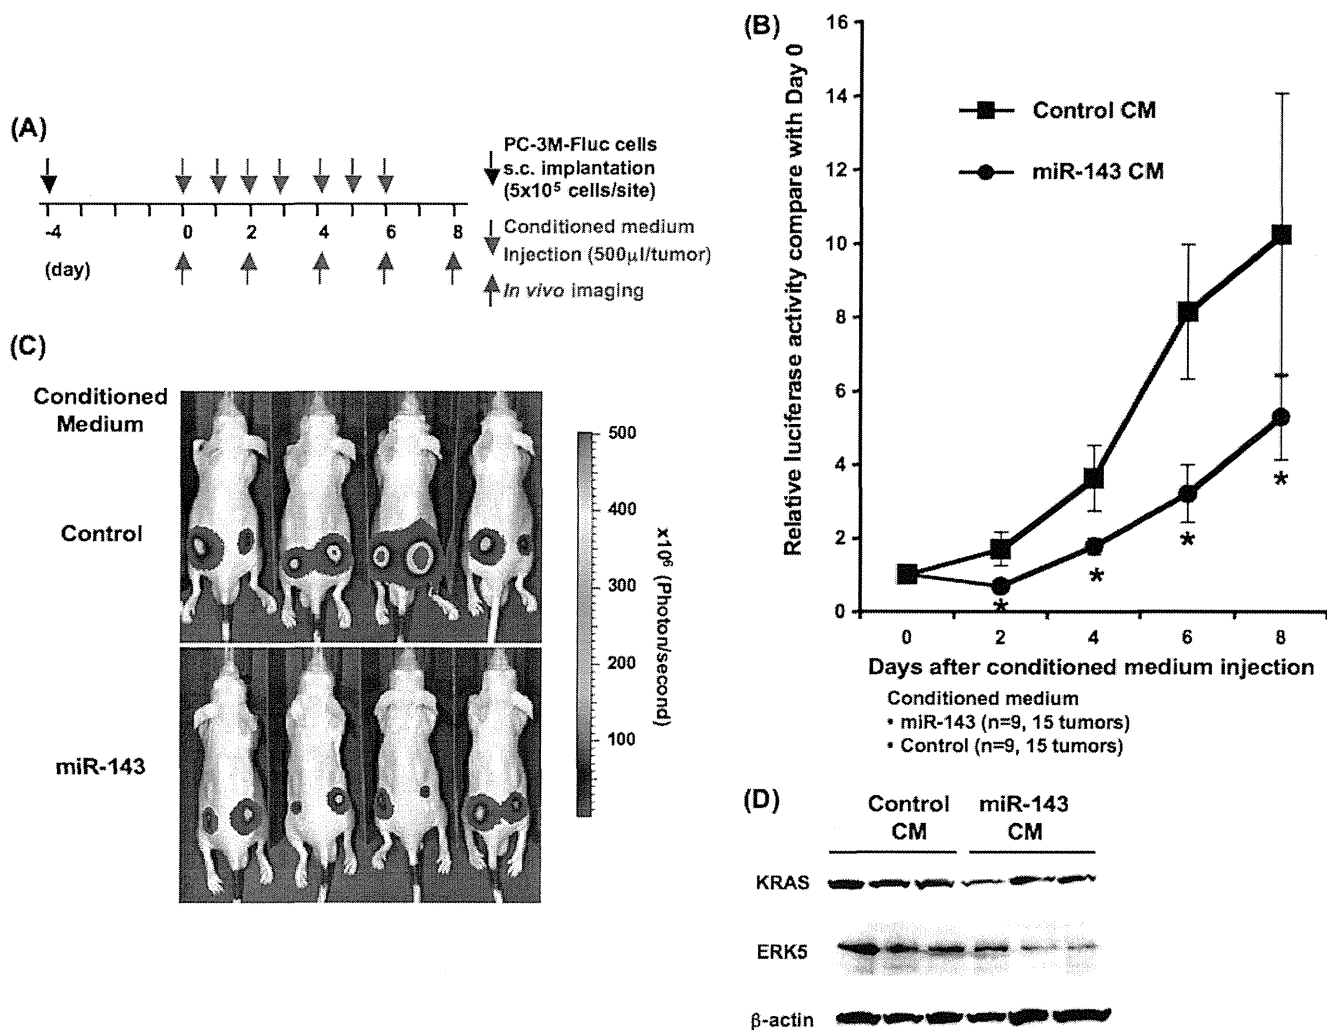 (A)
PC-3M-Fluc cells
s.c. implantation
(5x10⁵ cells/site)
Conditioned medium
Injection (500μl/tumor)
In vivo imaging
-4 0 2 4 6 8
(day)
(B)
Relative luciferase activity compare with Day 0
16
14
12
10
8
6
4
2
0
Control CM
miR-143 CM
*
*
*
*
0 2 4 6 8
Days after conditioned medium injection
Conditioned medium
• miR-143 (n=9, 15 tumors)
• Control (n=9, 15 tumors)
(C)
Conditioned
Medium
Control
miR-143
500
400
300
200
100
x10⁶ (Photon/second)
(D)
Control
CM
miR-143
CM
KRAS
ERK5
β-actin